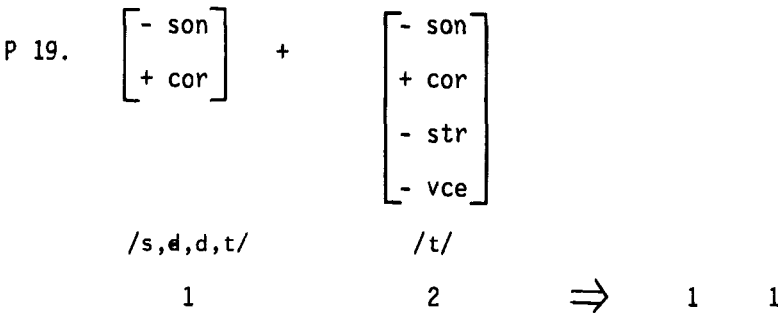 - son - son
P 19. +
+ cor + cor
- str
- vce
/s,đ,d,t/ /t/
1 2 ⇒ 1 1